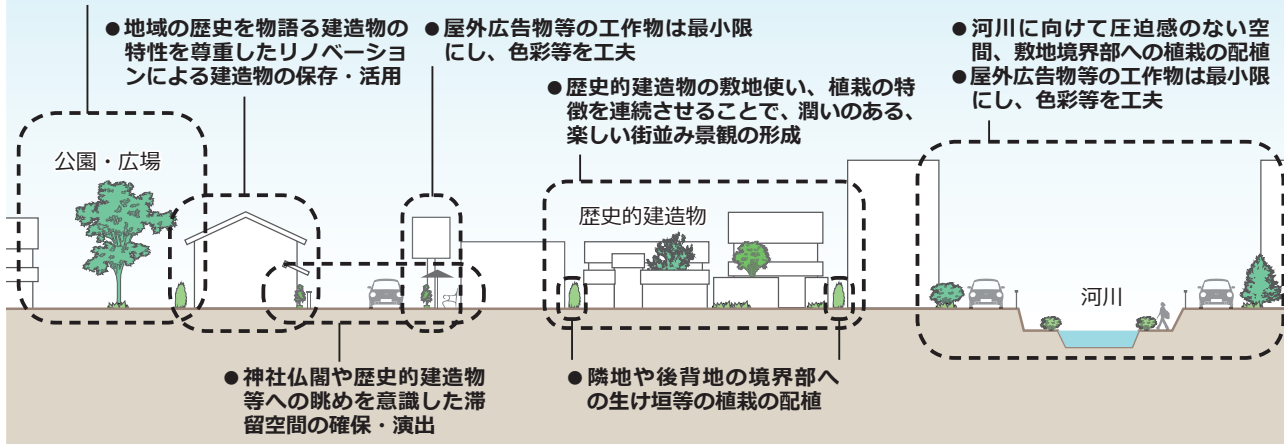 ●地域の歴史を物語る建造物の
特性を尊重したリノベーショ
ンによる建造物の保存・活用
●屋外広告物等の工作物は最小限
にし、色彩等を工夫
●歴史的建造物の敷地使い、植栽の特
徴を連続させることで、潤いのある、
楽しい街並み景観の形成
●河川に向けて圧迫感のない空
間、敷地境界部への植栽の配植
●屋外広告物等の工作物は最小限
にし、色彩等を工夫
公園・広場
歴史的建造物
河川
●神社仏閣や歴史的建造物
等への眺めを意識した滞
留空間の確保・演出
●隣地や後背地の境界部へ
の生け垣等の植栽の配植